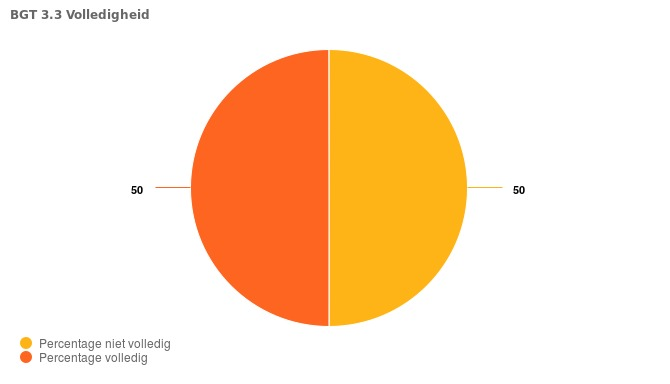 BGT 3.3 Volledigheid
50
50
Percentage niet volledig
Percentage volledig